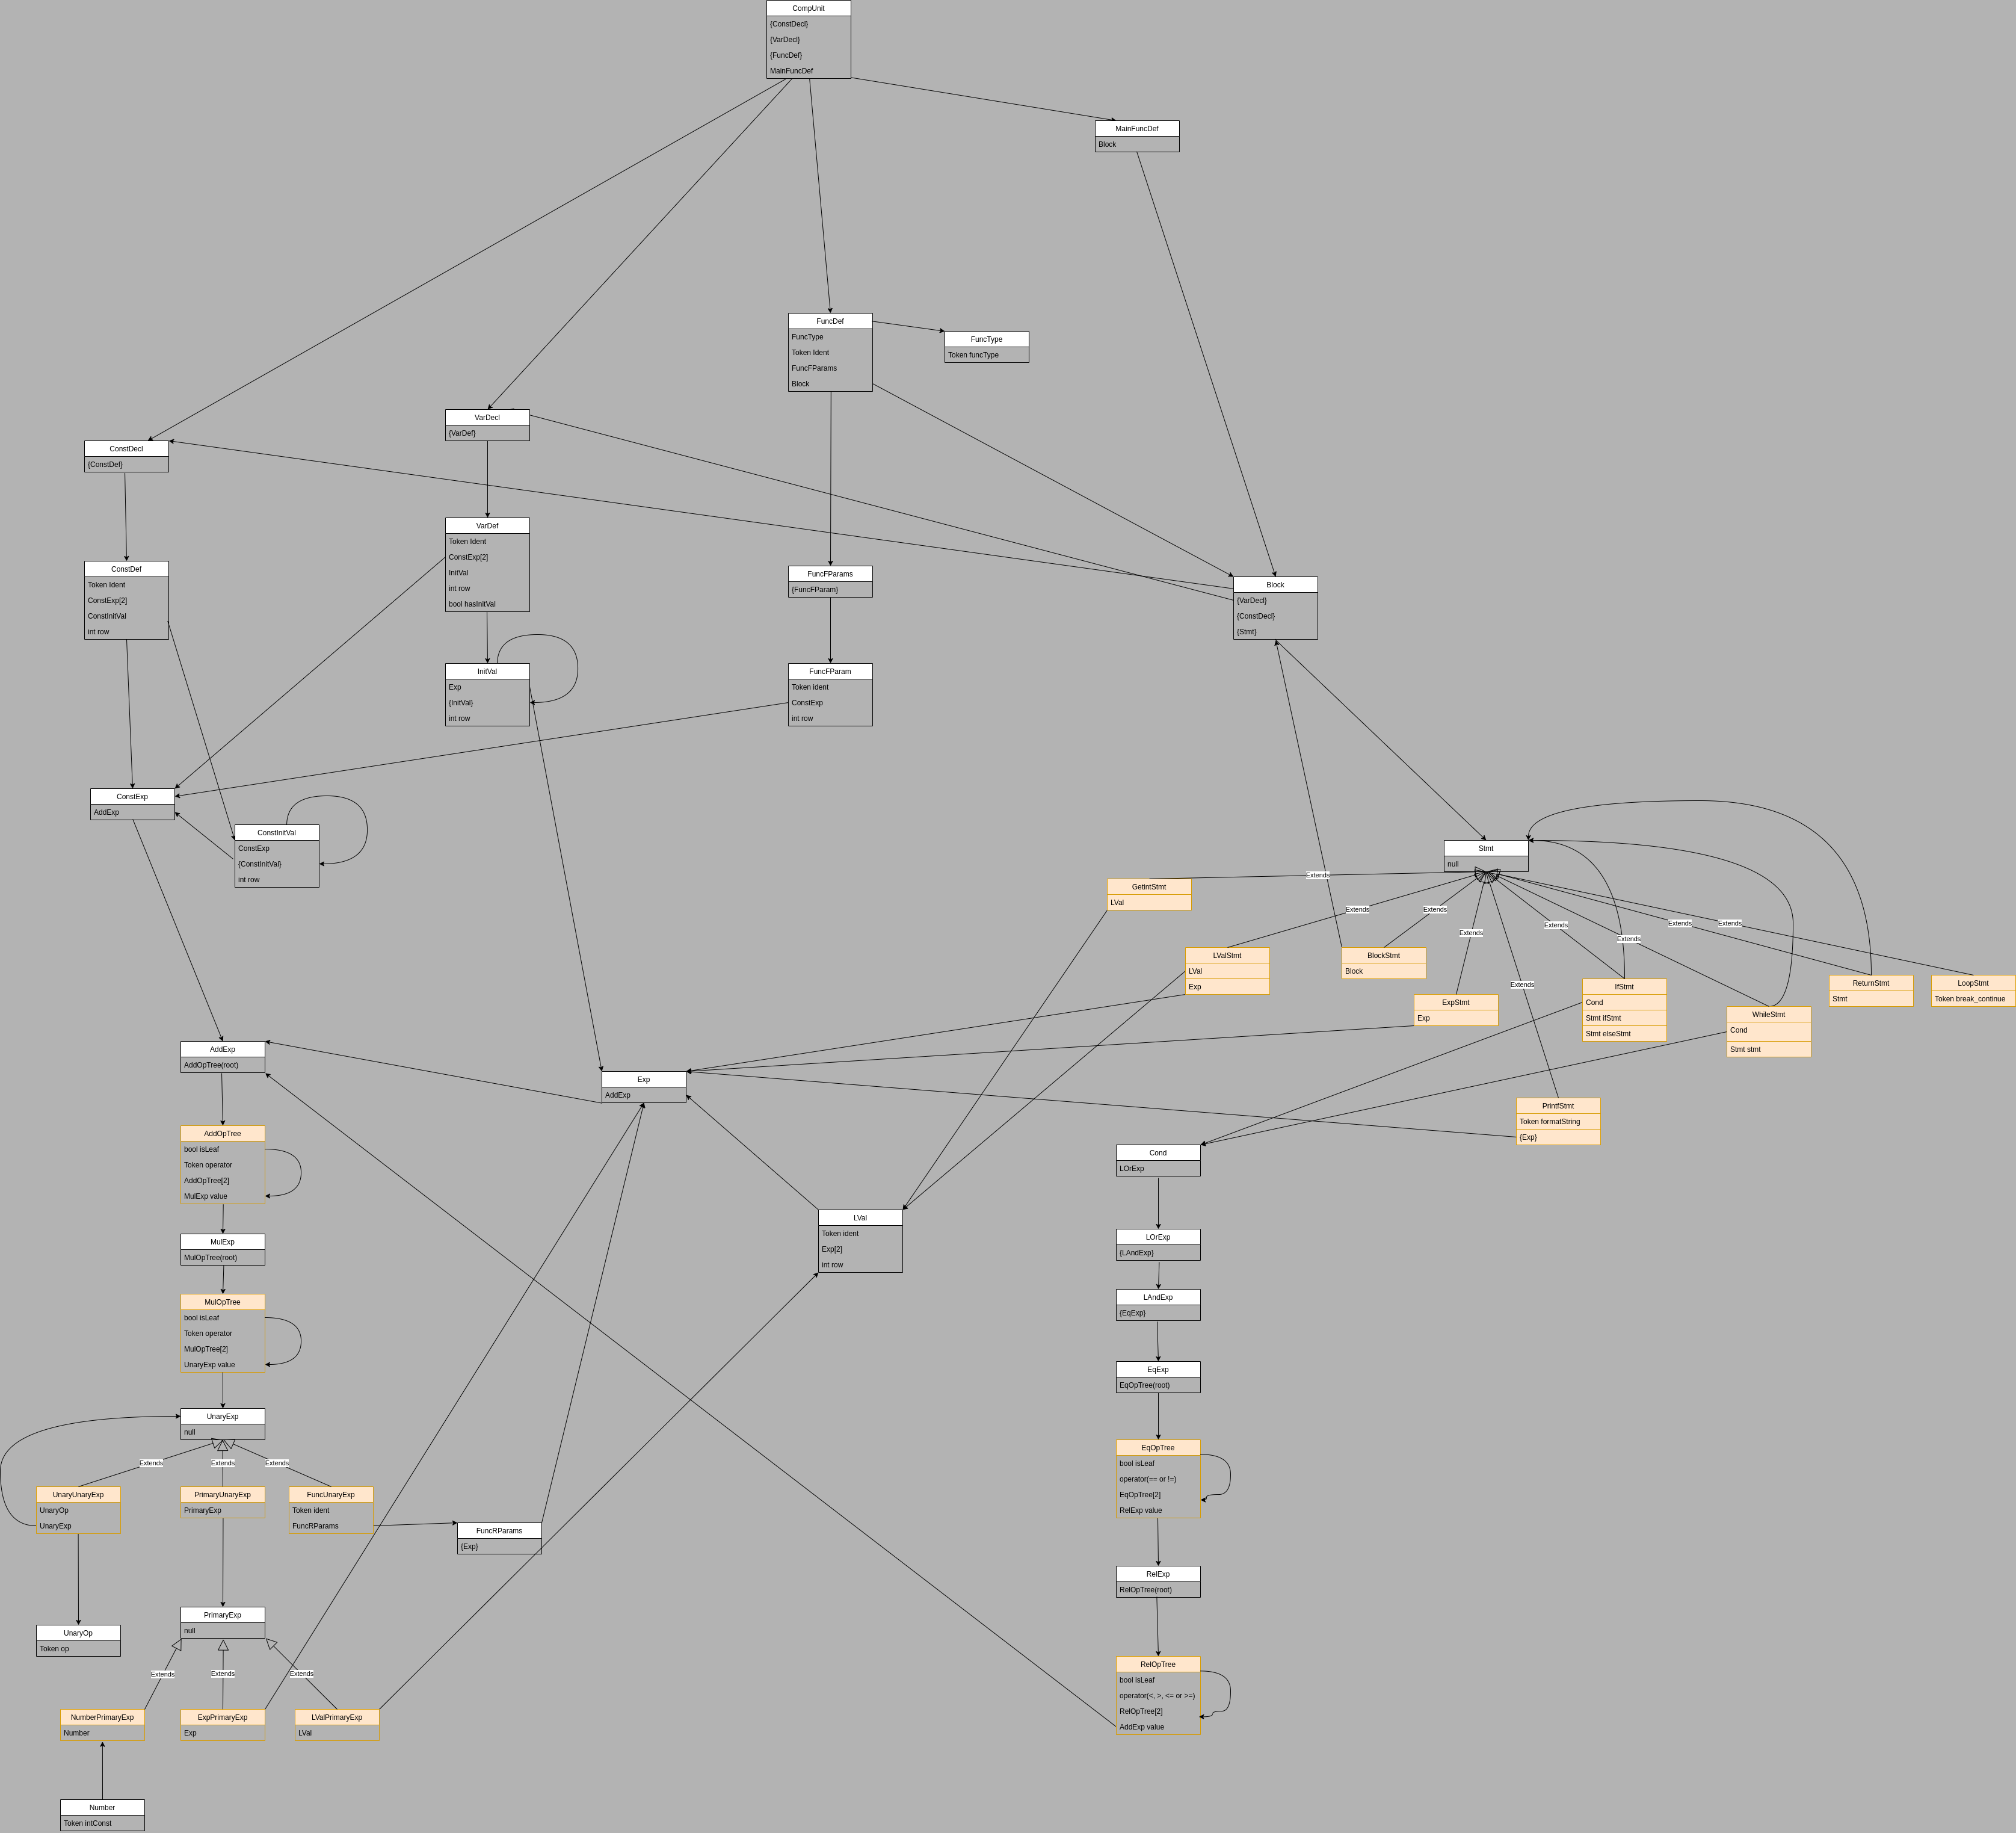 CompUnit
{ConstDecl}
{VarDecl}
{FuncDef}
MainFuncDef
MainFuncDef
Block
FuncDef
FuncType
Token Ident
FuncFParams
Block
FuncType
Token funcType
VarDecl
{VarDef}
ConstDecl
{ConstDef}
VarDef
Token Ident
ConstExp[2]
InitVal
int row
bool hasInitVal
ConstDef
Token Ident
ConstExp[2]
ConstInitVal
int row
FuncFParams
{FuncFParam}
Block
{VarDecl}
{ConstDecl}
{Stmt}
InitVal
Exp
{InitVal}
int row
FuncFParam
Token ident
ConstExp
int row
ConstExp
AddExp
ConstInitVal
ConstExp
{ConstInitVal}
int row
Stmt
null
Extends
GetintStmt
LVal
Extends
Extends
Extends
Extends
Extends
Extends
Extends
Extends
LValStmt
LVal
Exp
BlockStmt
Block
ExpStmt
Exp
IfStmt
Cond
Stmt ifStmt
Stmt elseStmt
WhileStmt
Cond
Stmt stmt
ReturnStmt
Stmt
LoopStmt
Token break_continue
AddExp
AddOpTree(root)
Exp
AddExp
PrintfStmt
Token formatString
{Exp}
AddOpTree
bool isLeaf
Token operator
AddOpTree[2]
MulExp value
Cond
LOrExp
MulExp
MulOpTree(root)
LVal
Token ident
Exp[2]
int row
LOrExp
{LAndExp}
MulOpTree
bool isLeaf
Token operator
MulOpTree[2]
UnaryExp value
LAndExp
{EqExp}
EqExp
EqOpTree(root)
UnaryExp
null
Extends
Extends
Extends
EqOpTree
bool isLeaf
operator(== or !=)
EqOpTree[2]
RelExp value
UnaryUnaryExp
UnaryOp
UnaryExp
PrimaryUnaryExp
PrimaryExp
FuncUnaryExp
Token ident
FuncRParams
FuncRParams
{Exp}
RelExp
RelOpTree(root)
PrimaryExp
null
UnaryOp
Token op
Extends
Extends
Extends
RelOpTree
bool isLeaf
operator(<, >, <= or >=)
RelOpTree[2]
AddExp value
NumberPrimaryExp
Number
ExpPrimaryExp
Exp
LValPrimaryExp
LVal
Number
Token intConst